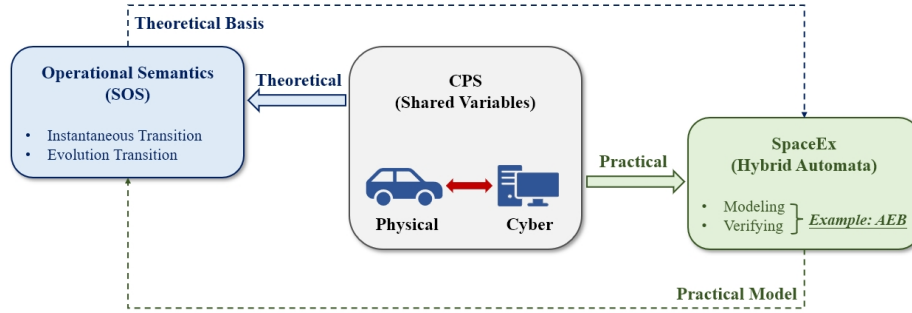 Theoretical Basis
Operational Semantics
(SOS)
• Instantaneous Transition
• Evolution Transition
Theoretical
CPS
(Shared Variables)
Physical
Cyber
Practical
SpaceEx
(Hybrid Automata)
• Modeling
• Verifying
Example: AEB
Practical Model